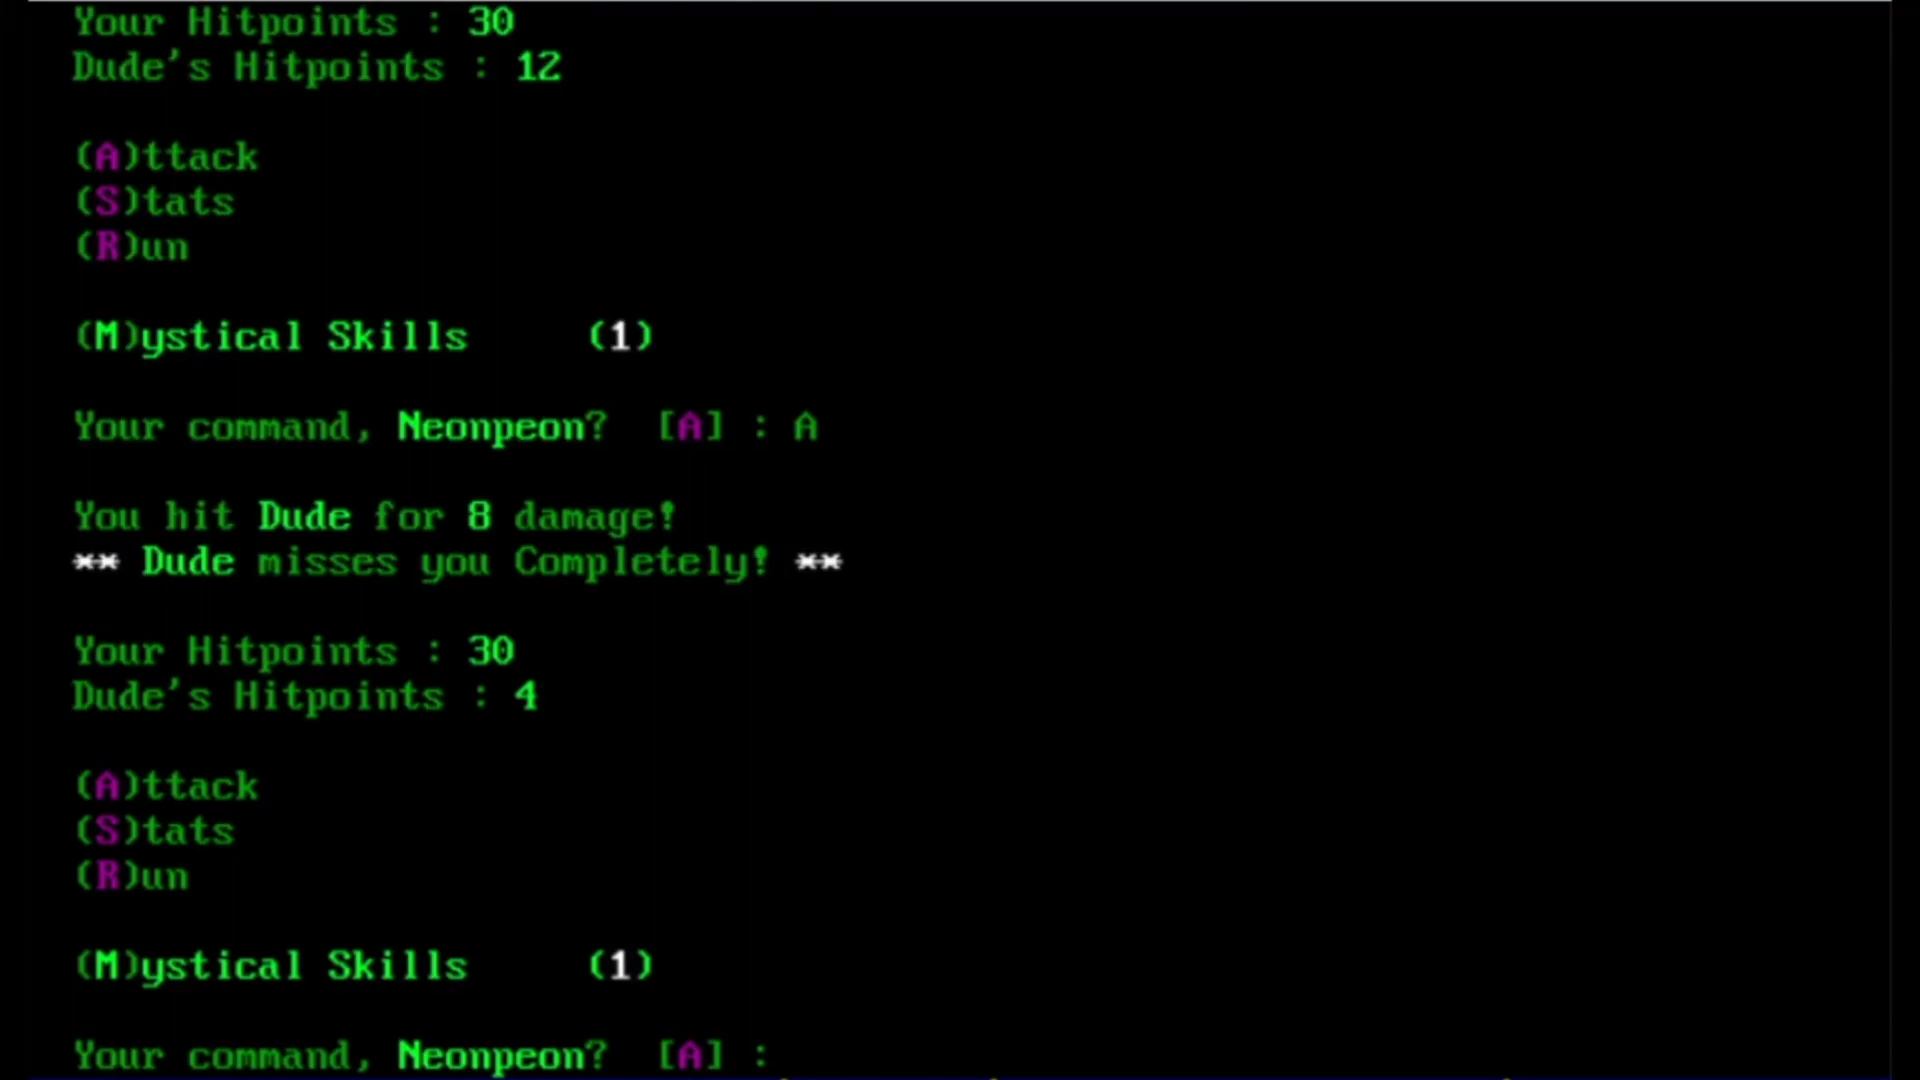 Your Hitpoints : 30
Dude's Hitpoints : 12
(A)ttack
(S)tats
(R)un
(M)ystical Skills (1)
Your command, Neonpeon? [A] : A
You hit Dude for 8 damage!
** Dude misses you Completely! **
Your Hitpoints : 30
Dude's Hitpoints : 4
(A)ttack
(S)tats
(R)un
(M)ystical Skills (1)
Your command, Neonpeon? [A] :